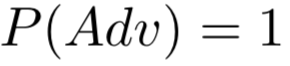 P(Adv) = 1